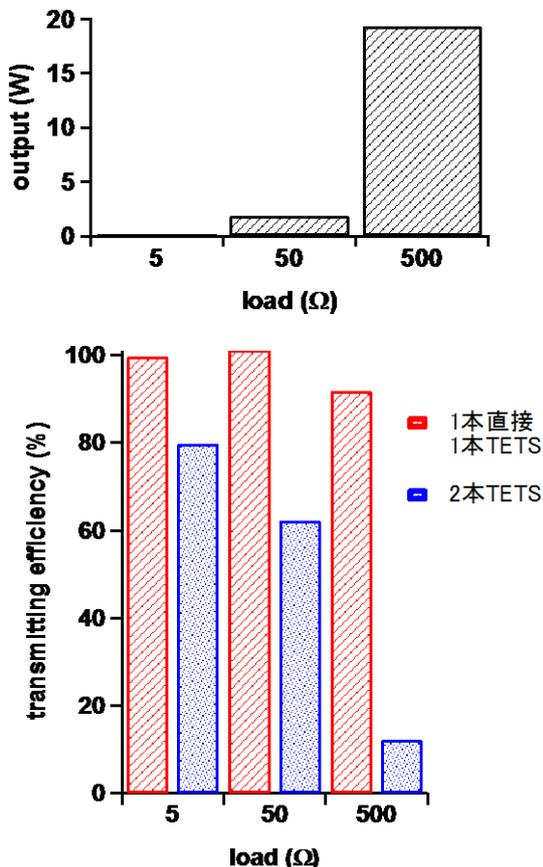 output (W)
20
15
10
5
0
5 50 500
load (Ω)
transmitting efficiency (%)
100
80
60
40
20
0
5 50 500
load (Ω)
1本直接
1本TETS
2本TETS